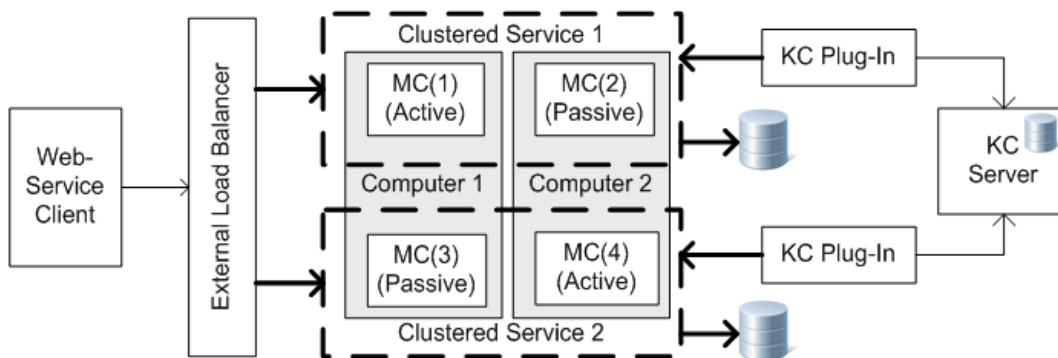 Web-
Service
Client
External Load Balancer
Clustered Service 1
MC(1)
(Active)
MC(2)
(Passive)
Computer 1
Computer 2
MC(3)
(Passive)
MC(4)
(Active)
Clustered Service 2
KC Plug-In
KC
Server
KC Plug-In